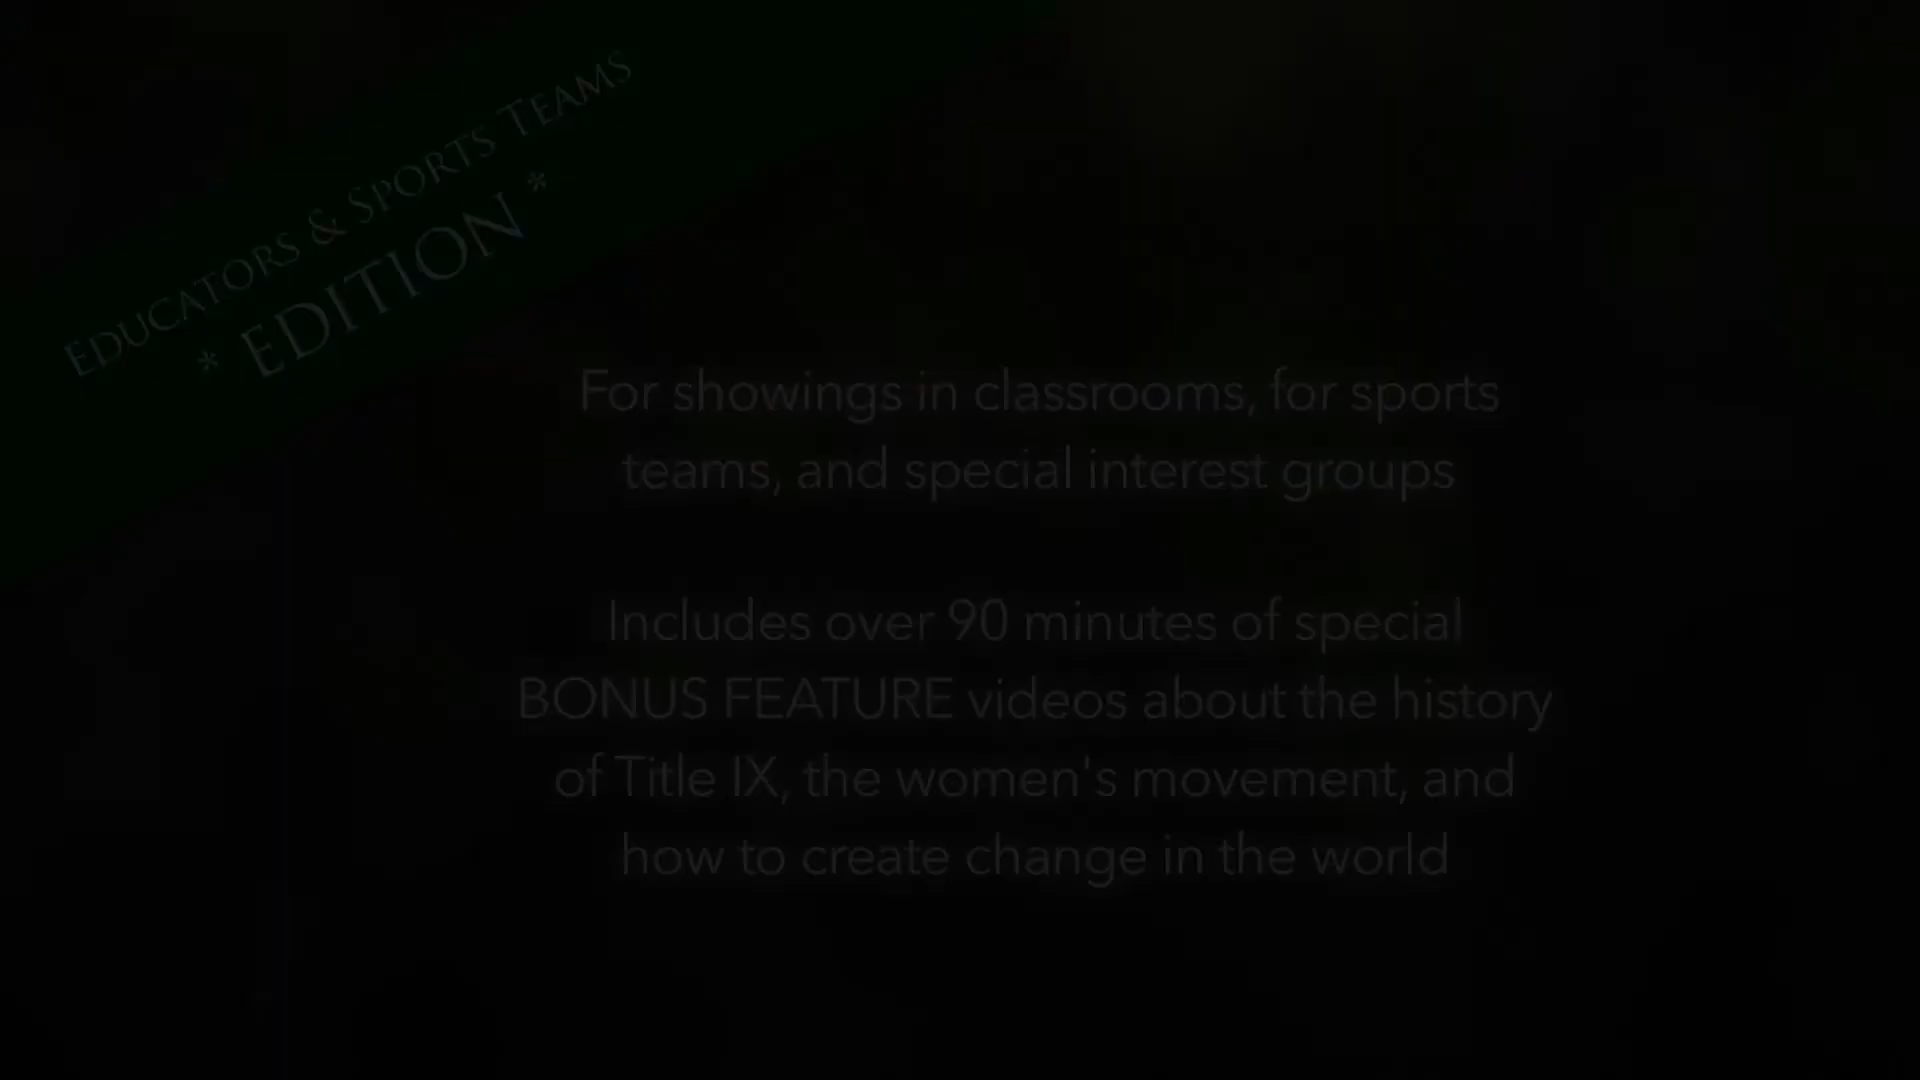 EDUCATORS & SPORTS TEAMS
* EDITION *
For showings in classrooms, for sports
teams, and special interest groups
Includes over 90 minutes of special
BONUS FEATURE videos about the history
of Title IX, the women's movement, and
how to create change in the world